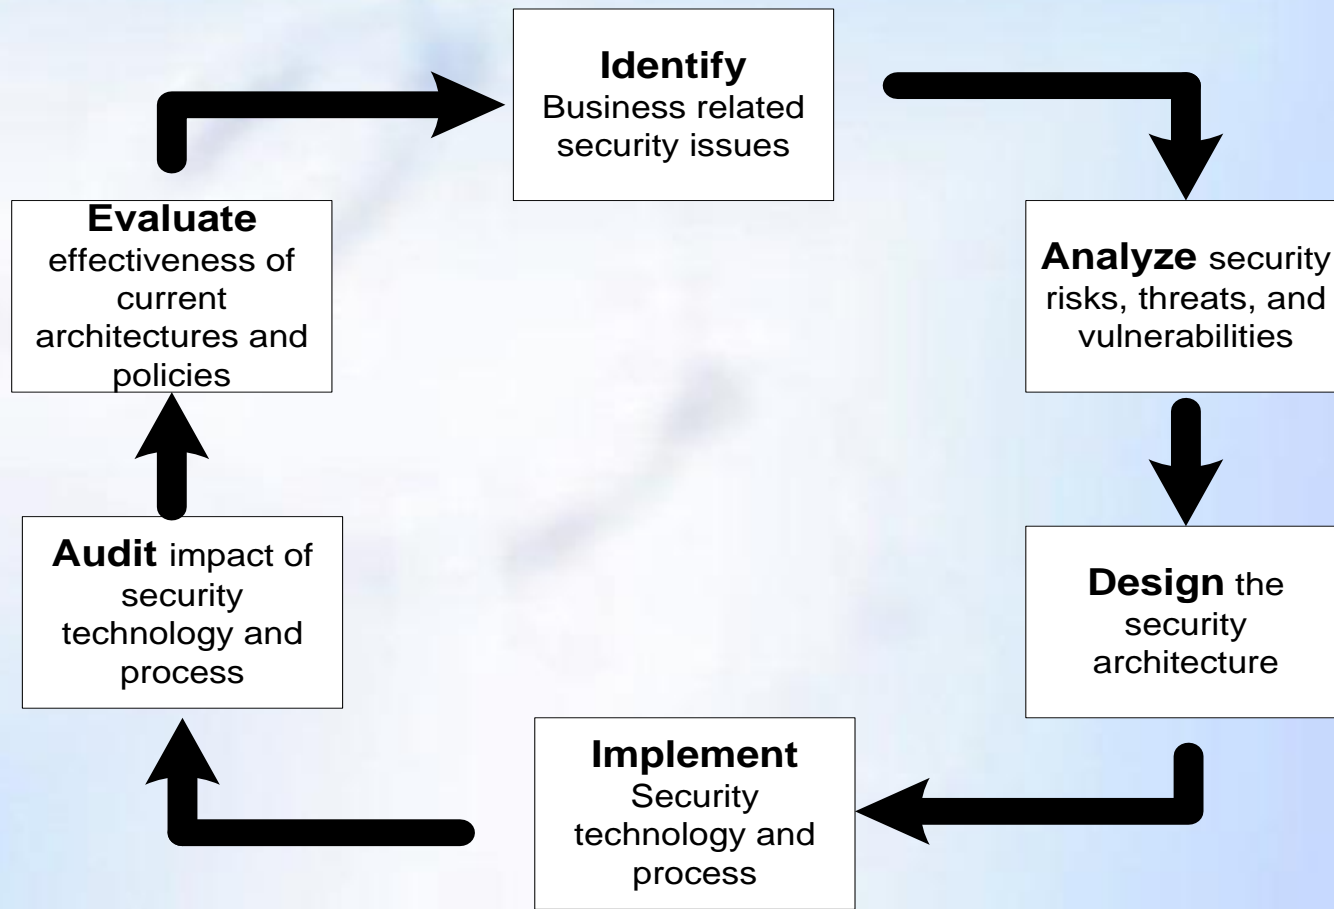 Identify
Business related
security issues
Analyze security
risks, threats, and
vulnerabilities
Design the
security
architecture
Implement
Security
technology and
process
Audit impact of
security
technology and
process
Evaluate
effectiveness of
current
architectures and
policies